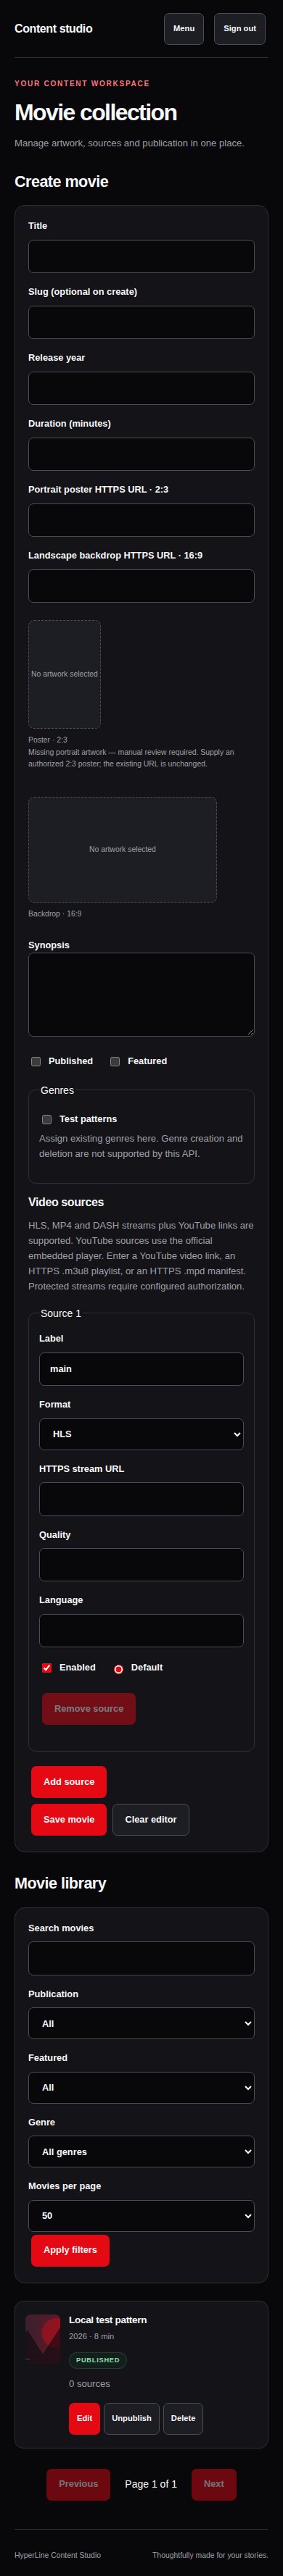 Content studio
Menu
Sign out
YOUR CONTENT WORKSPACE
Movie collection
Manage artwork, sources and publication in one place.
Create movie
Title
Slug (optional on create)
Release year
Duration (minutes)
Portrait poster HTTPS URL · 2:3
Landscape backdrop HTTPS URL · 16:9
No artwork selected
Poster · 2:3
Missing portrait artwork — manual review required. Supply an
authorized 2:3 poster; the existing URL is unchanged.
No artwork selected
Backdrop · 16:9
Synopsis
Published
Featured
Genres
Test patterns
Assign existing genres here. Genre creation and
deletion are not supported by this API.
Video sources
HLS, MP4 and DASH streams plus YouTube links are
supported. YouTube sources use the official
embedded player. Enter a YouTube video link, an
HTTPS .m3u8 playlist, or an HTTPS .mpd manifest.
Protected streams require configured authorization.
Source 1
Label
main
Format
HLS
HTTPS stream URL
Quality
Language
Enabled
Default
Remove source
Add source
Save movie
Clear editor
Movie library
Search movies
Publication
All
Featured
All
Genre
All genres
Movies per page
50
Apply filters
Local test pattern
2026 · 8 min
PUBLISHED
0 sources
Edit
Unpublish
Delete
Previous
Page 1 of 1
Next
HyperLine Content Studio
Thoughtfully made for your stories.